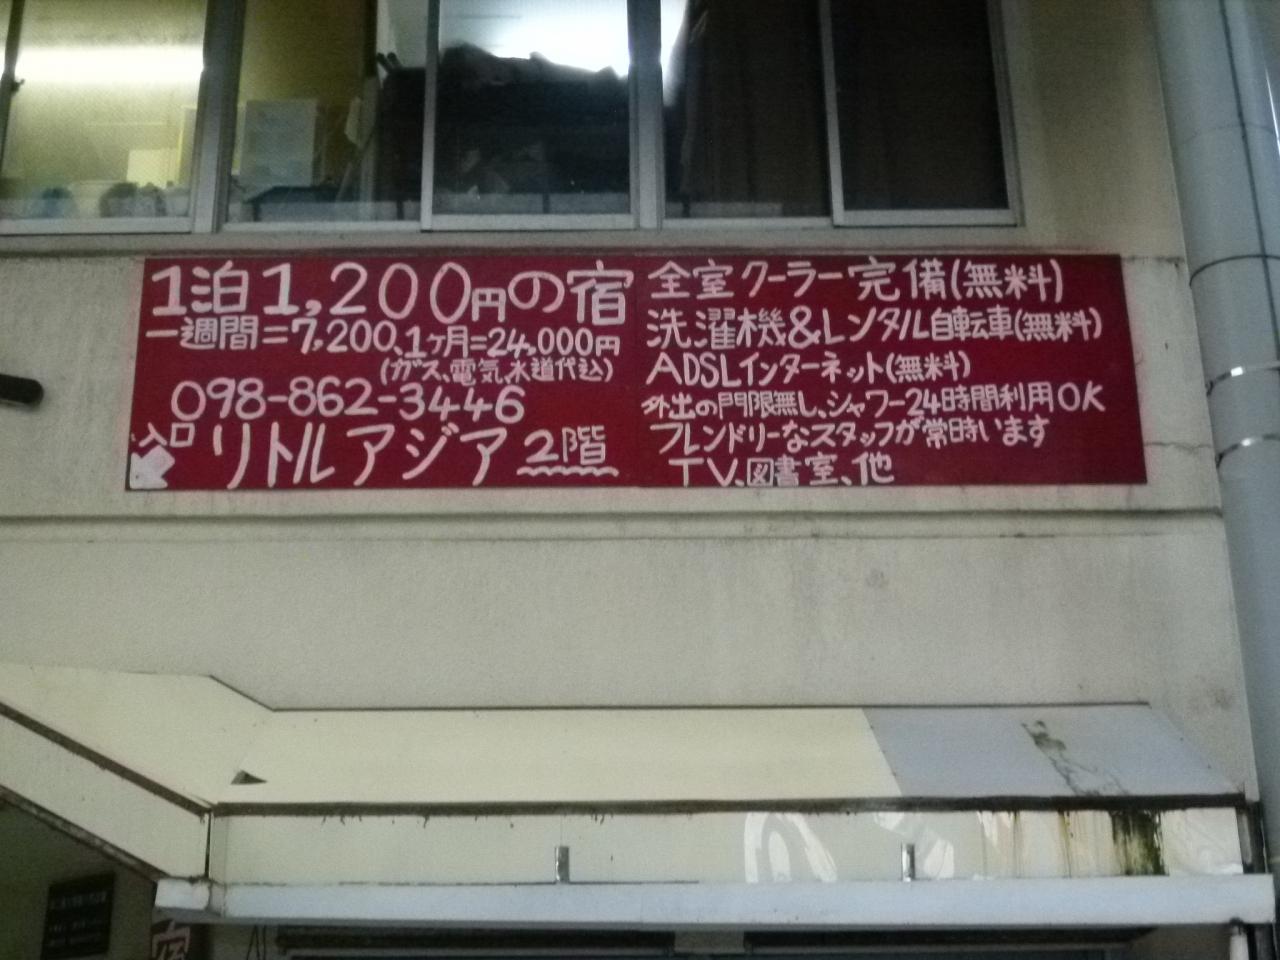 1泊1,200円の宿
一週間=7,200、1ヶ月=24,000円
(ガス、電気、水道代込)
098-862-3446
入口
リトルアジア 2階
全室クーラー完備(無料)
洗濯機&レンタル自転車(無料)
ADSLインターネット(無料)
外出の門限無し、シャワー24時間利用OK
フレンドリーなスタッフが常時います
TV、図書室、他